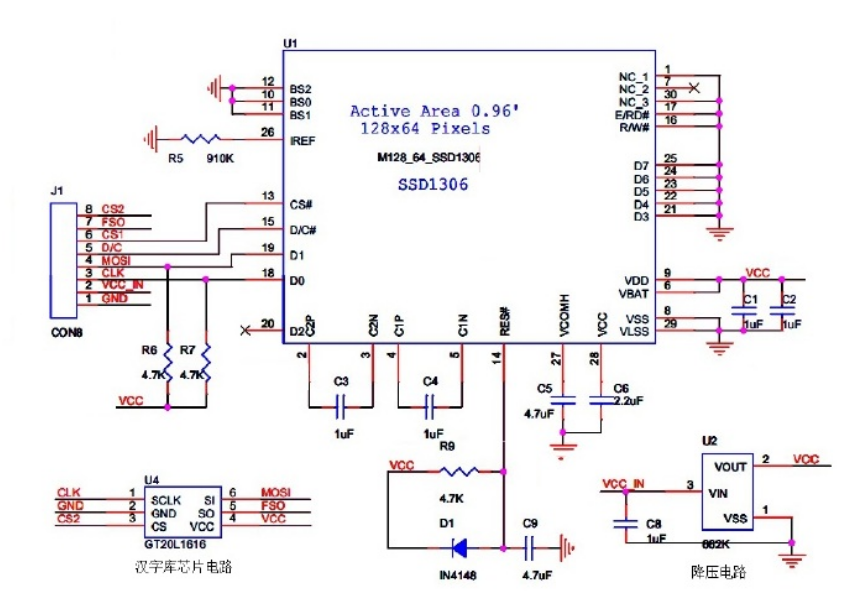 U1
12 BS2
10 BS0
11 BS1
26 IREF
R5 910K
Active Area 0.96'
128x64 Pixels
M128_64_SSD1306
SSD1306
NC_1 1
NC_2 7
NC_3 30
E/RD# 17
R/W# 16
D7 25
D6 24
D5 23
D4 22
D3 21
J1
8 CS2
7 FSO
6 CS1
5 D/C
4 MOSI
3 CLK
2 VCC_IN
1 GND
CON8
13 CS#
15 D/C#
19 D1
18 D0
20 D2
VDD 9
VBAT 6
VCC
VSS 8
VLSS 29
C1
1uF
C2
1uF
C2P
C2N
C1P
C1N
RES#
VCOMH
VCC
2
3
4
5
14
27
28
R6
4.7K
R7
4.7K
VCC
C3
1uF
C4
1uF
C5
4.7uF
C6
2.2uF
R9
VCC
4.7K
D1
IN4148
C9
4.7uF
U4
CLK 1 SCLK SI 6 MOSI
GND 2 GND SO 5 FSO
CS2 3 CS VCC 4 VCC
GT20L1616
汉字库芯片电路
U2
VOUT 2 VCC
VCC_IN 3 VIN
VSS 1
C8
1uF
662K
降压电路